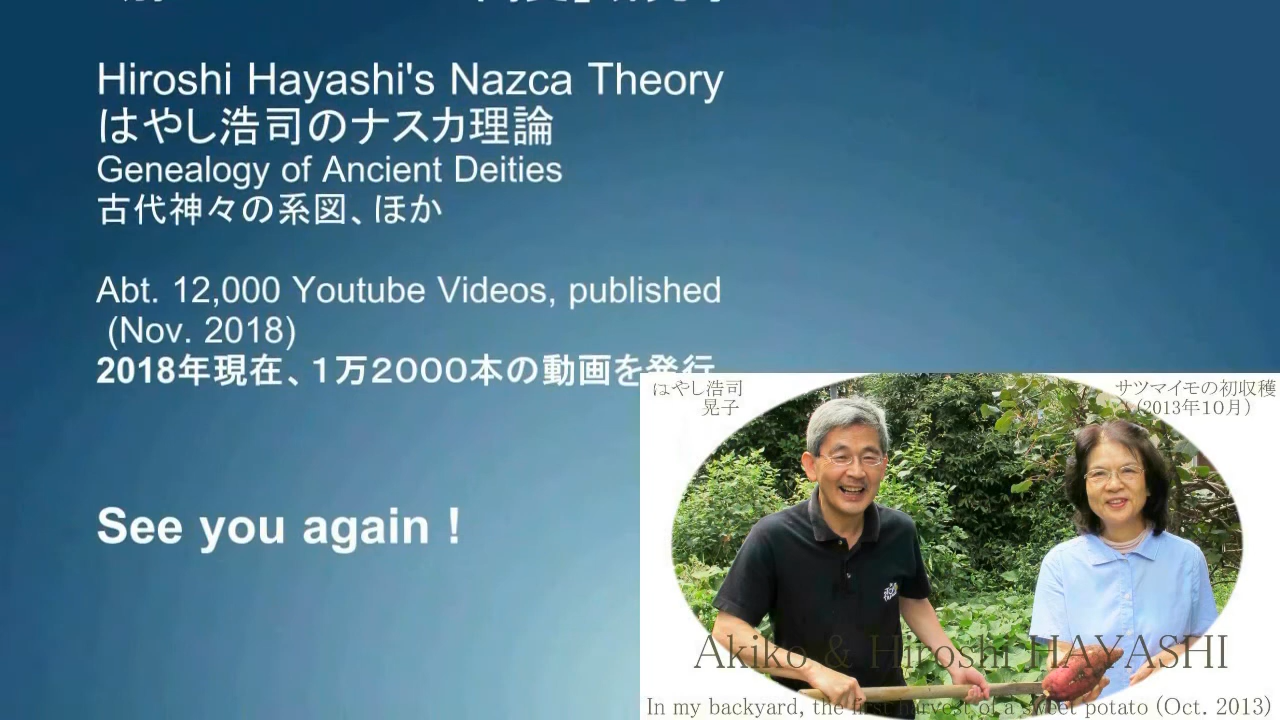 Hiroshi Hayashi's Nazca Theory
はやし浩司のナスカ理論
Genealogy of Ancient Deities
古代神々の系図、ほか
Abt. 12,000 Youtube Videos, published
(Nov. 2018)
2018年現在、１万２０００本の動画を発行
See you again !
はやし浩司
晃子
サツマイモの初収穫
(2013年10月)
Akiko & Hiroshi HAYASHI
In my backyard, the first harvest of a sweet potato (Oct. 2013)